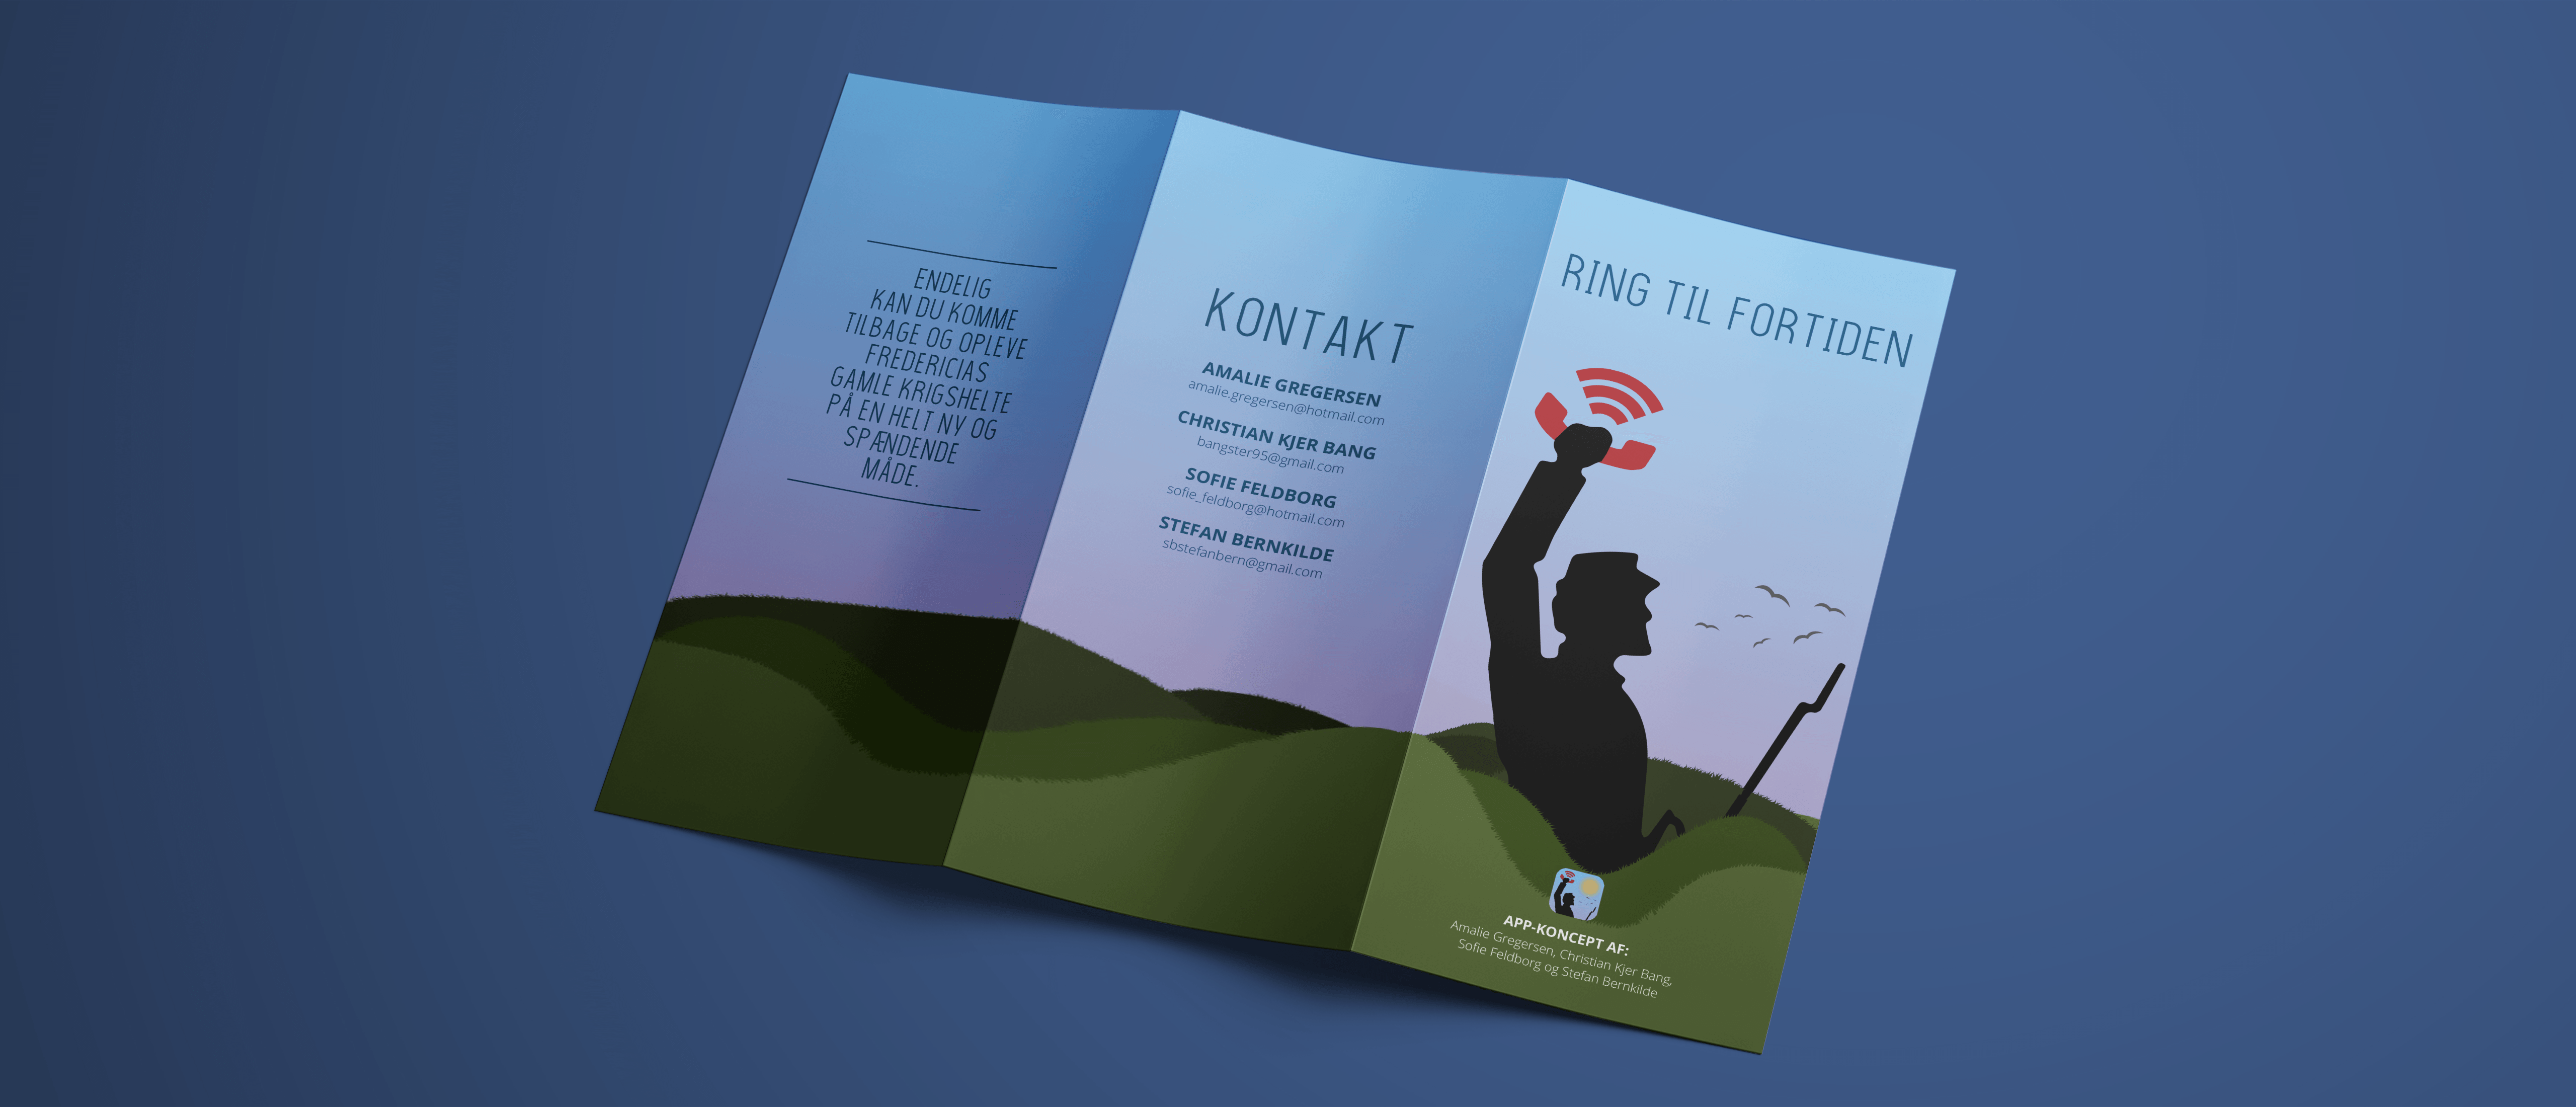 ENDELIG
KAN DU KOMME
TILBAGE OG OPLEVE
FREDERICIAS
GAMLE KRIGSHELTE
PÅ EN HELT NY OG
SPÆNDENDE
MÅDE.
KONTAKT
AMALIE GREGERSEN
amalie.gregersen@hotmail.com
CHRISTIAN KJER BANG
bangster95@gmail.com
SOFIE FELDBORG
sofie_feldborg@hotmail.com
STEFAN BERNKILDE
sbstefanbern@gmail.com
RING TIL FORTIDEN
APP-KONCEPT AF:
Amalie Gregersen, Christian Kjer Bang,
Sofie Feldborg og Stefan Bernkilde